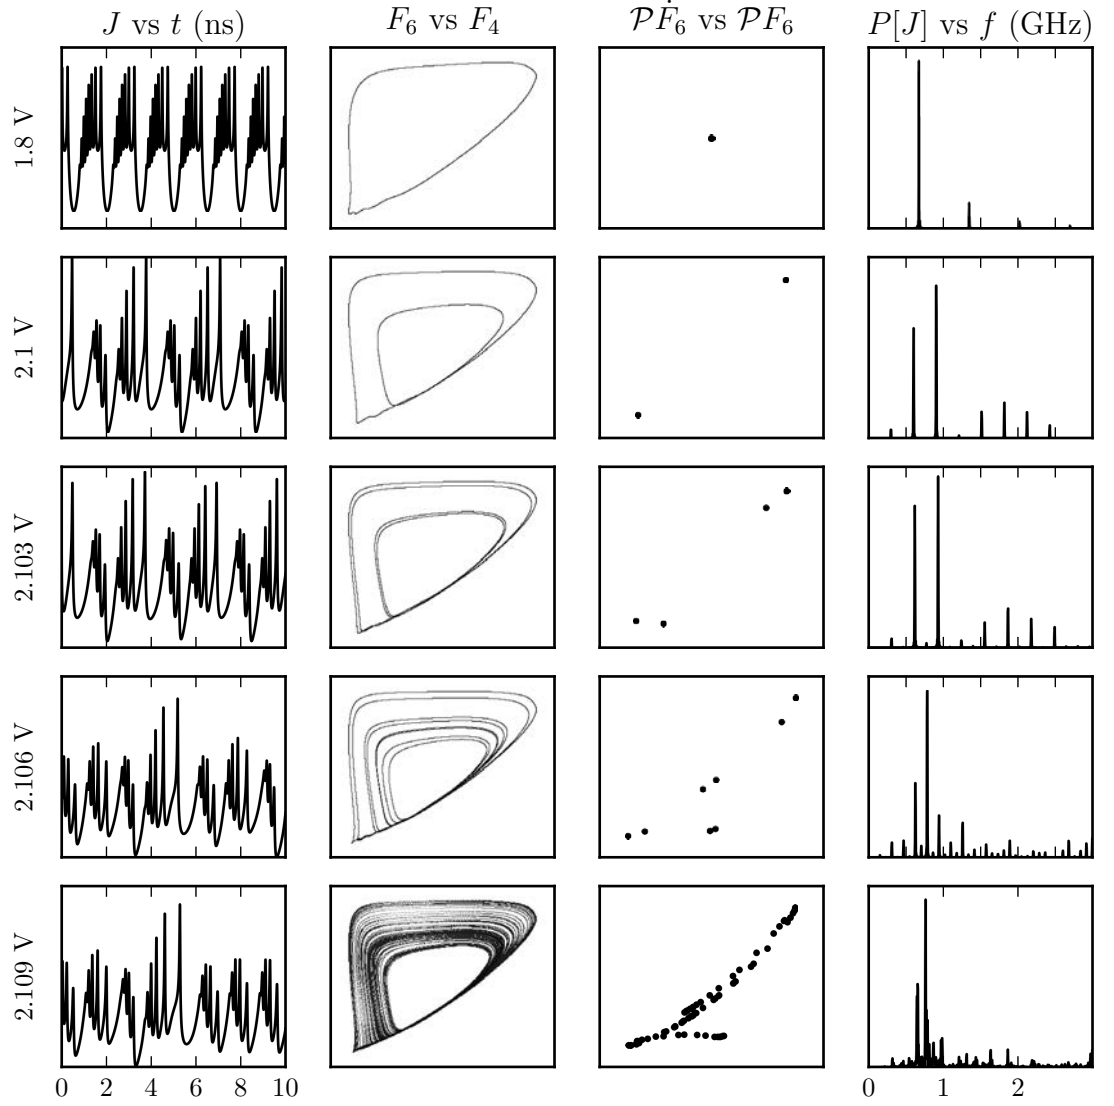 J vs t (ns)
F₆ vs F₄
𝒫Ḟ₆ vs 𝒫F₆
P[J] vs f (GHz)
1.8 V
2.1 V
2.103 V
2.106 V
2.109 V
0 2 4 6 8 10
0 1 2